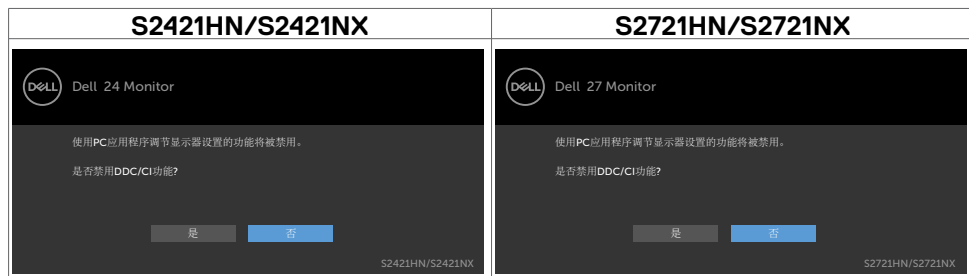 S2421HN/S2421NX
S2721HN/S2721NX
DELL
Dell 24 Monitor
使用PC应用程序调节显示器设置的功能将被禁用。
是否禁用DDC/CI功能?
是
否
S2421HN/S2421NX
DELL
Dell 27 Monitor
使用PC应用程序调节显示器设置的功能将被禁用。
是否禁用DDC/CI功能?
是
否
S2721HN/S2721NX